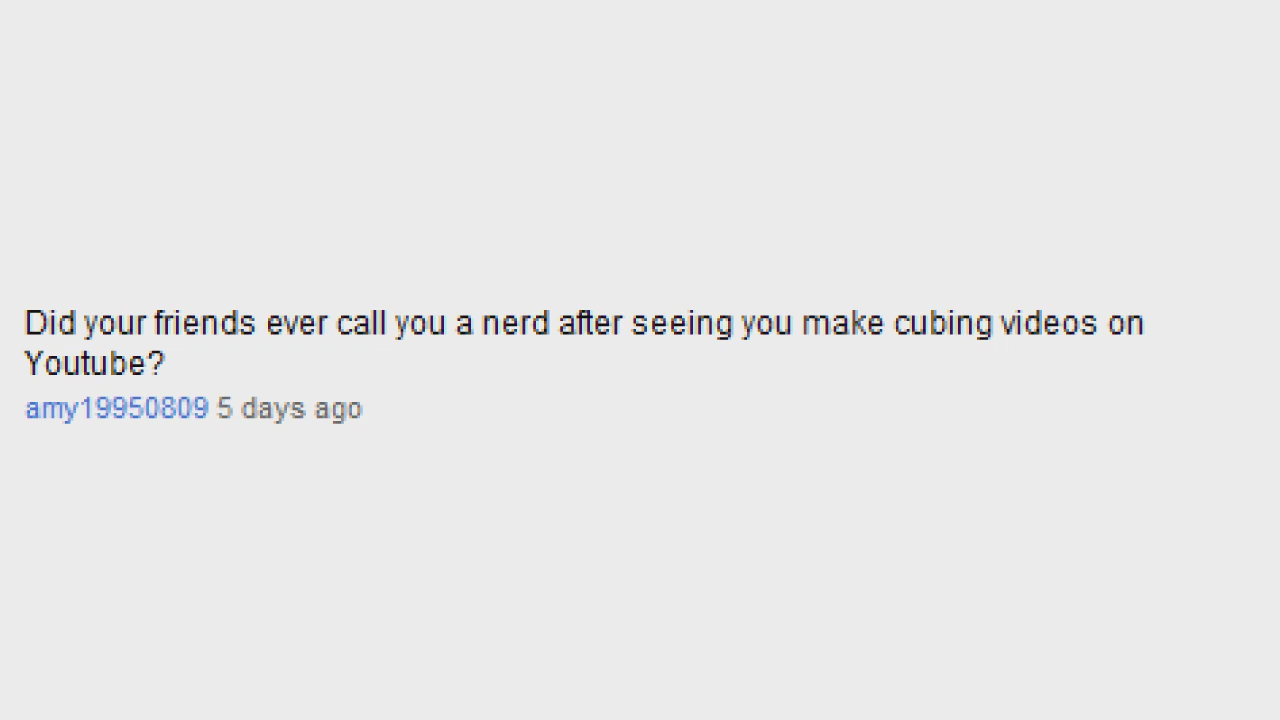 Did your friends ever call you a nerd after seeing you make cubing videos on
Youtube?
amy19950809 5 days ago